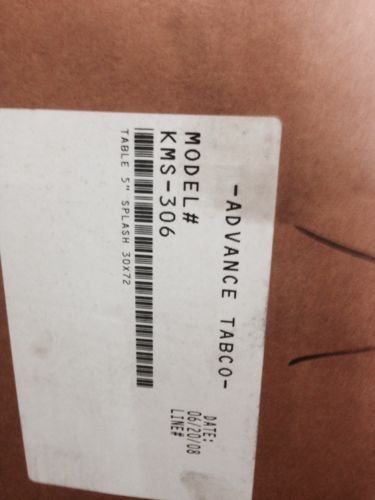 -ADVANCE TABCO-
MODEL#
KMS-306
TABLE 5" SPLASH 30X72
DATE:
06/20/08
LINE#